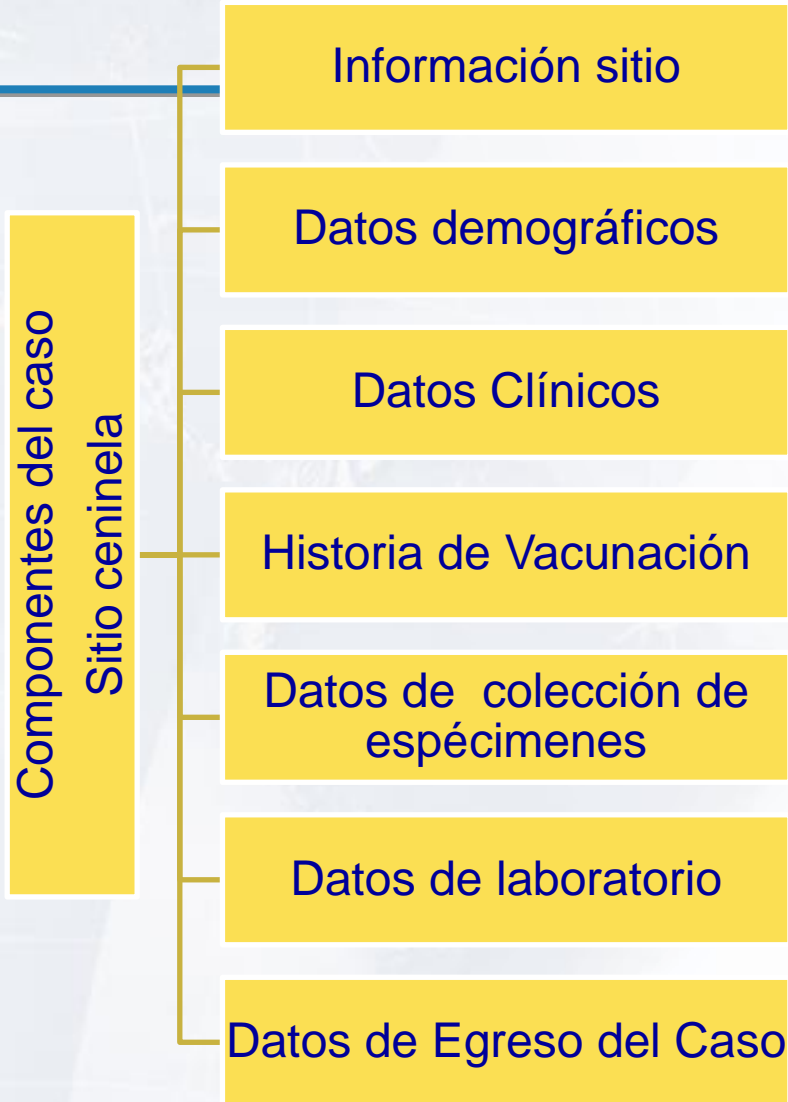 Componentes del caso
Sitio ceninela
Información sitio
Datos demográficos
Datos Clínicos
Historia de Vacunación
Datos de colección de
espécimenes
Datos de laboratorio
Datos de Egreso del Caso